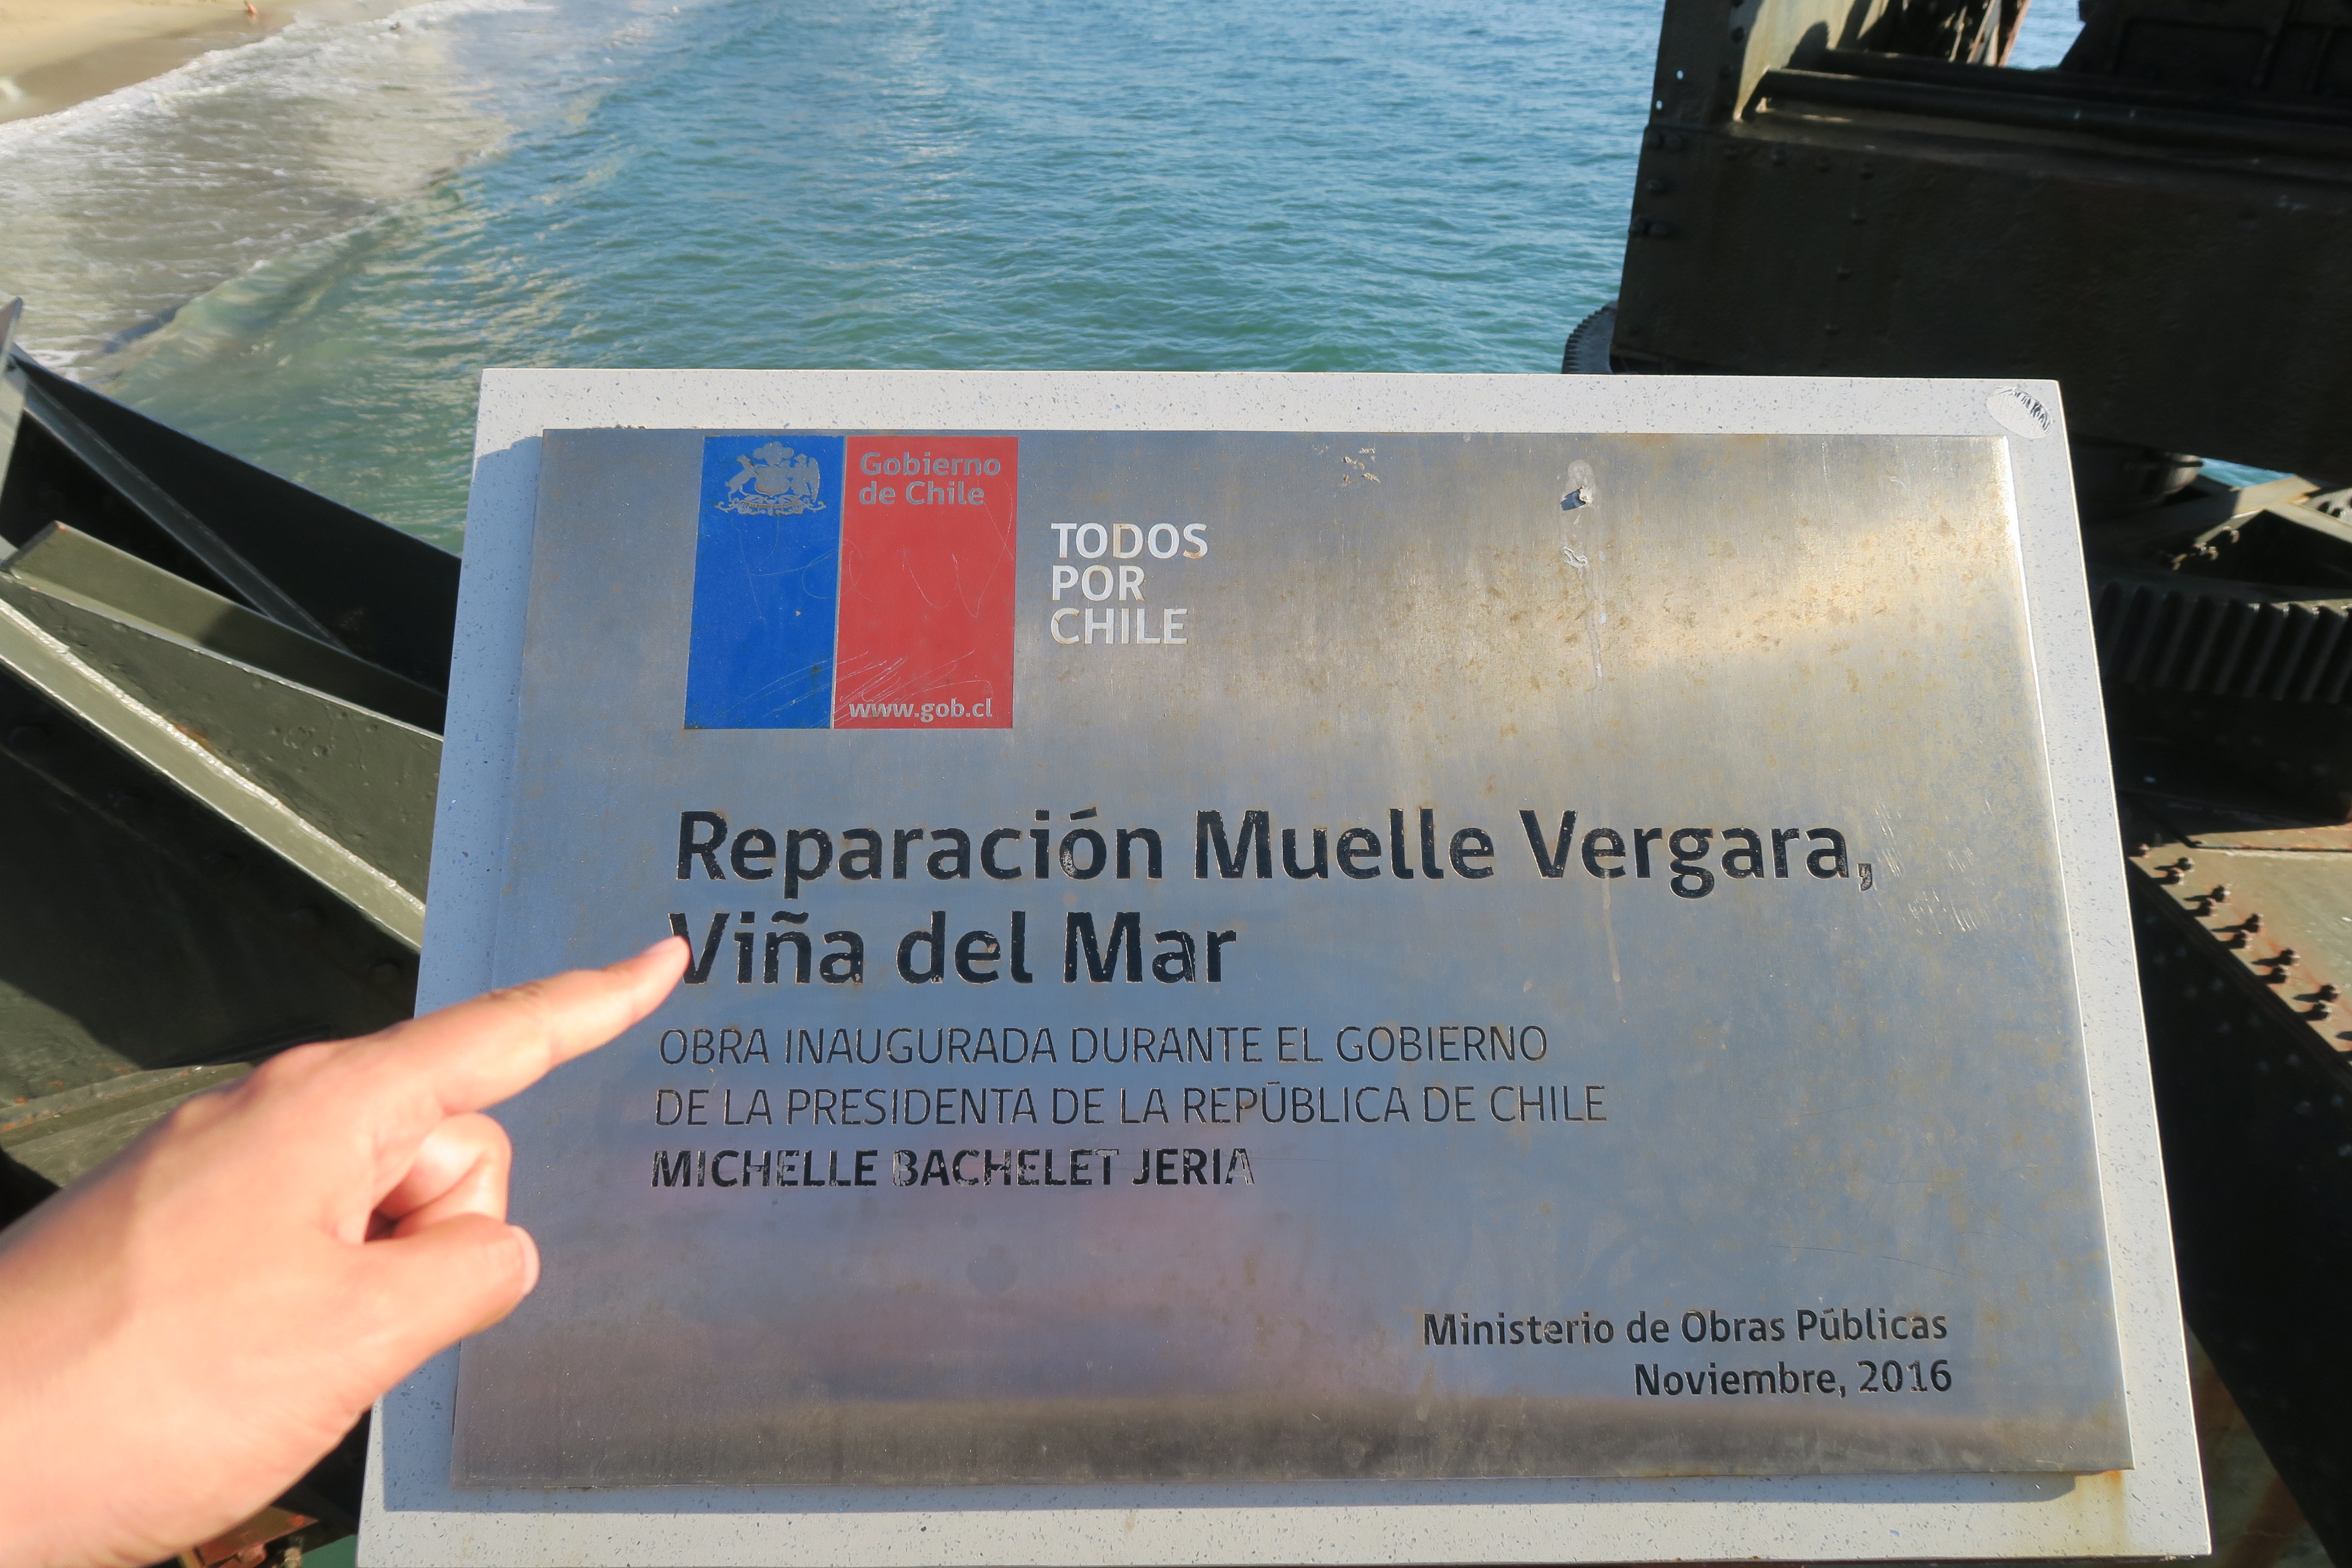 Gobierno
de Chile
www.gob.cl
TODOS
POR
CHILE
Reparación Muelle Vergara,
Viña del Mar
OBRA INAUGURADA DURANTE EL GOBIERNO
DE LA PRESIDENTA DE LA REPÚBLICA DE CHILE
MICHELLE BACHELET JERIA
Ministerio de Obras Públicas
Noviembre, 2016